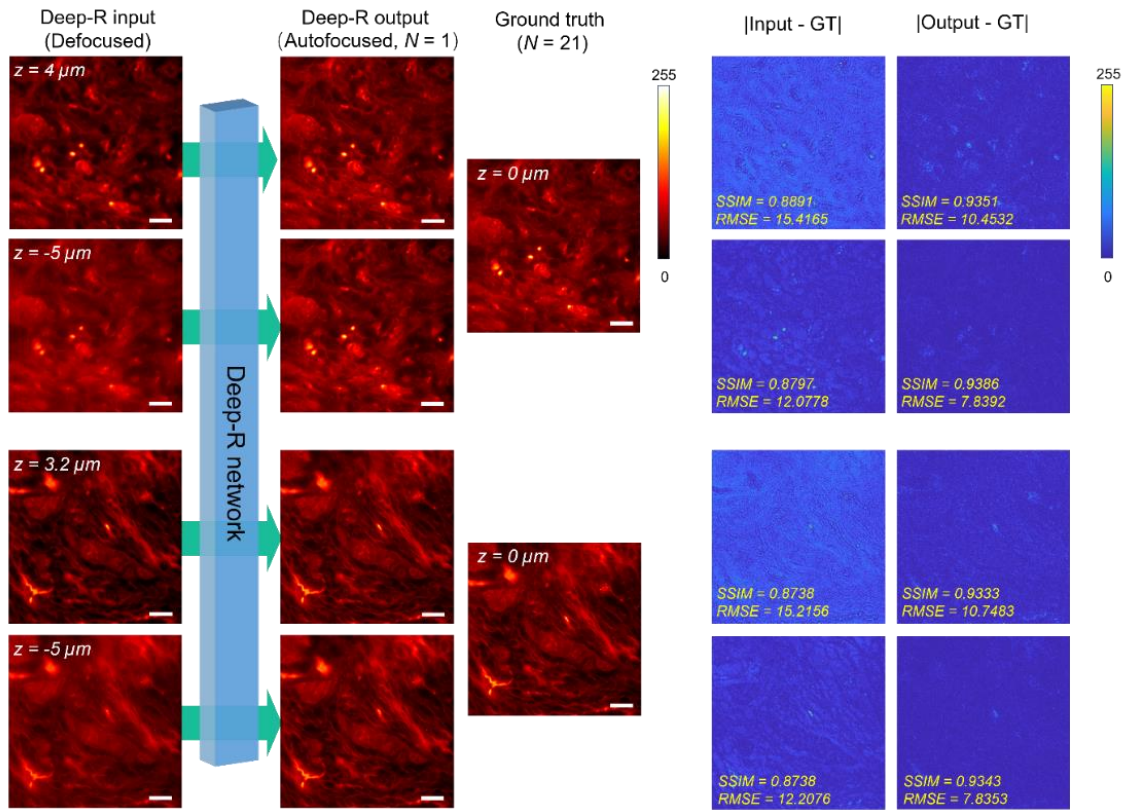 Deep-R input
(Defocused)
Deep-R output
(Autofocused, N = 1)
Ground truth
(N = 21)
|Input - GT|
|Output - GT|
z = 4 µm
z = -5 µm
z = 3.2 µm
z = -5 µm
Deep-R network
z = 0 µm
z = 0 µm
255
0
SSIM = 0.8891
RMSE = 15.4165
SSIM = 0.9351
RMSE = 10.4532
SSIM = 0.8797
RMSE = 12.0778
SSIM = 0.9386
RMSE = 7.8392
SSIM = 0.8738
RMSE = 15.2156
SSIM = 0.9333
RMSE = 10.7483
SSIM = 0.8738
RMSE = 12.2076
SSIM = 0.9343
RMSE = 7.8353
255
0